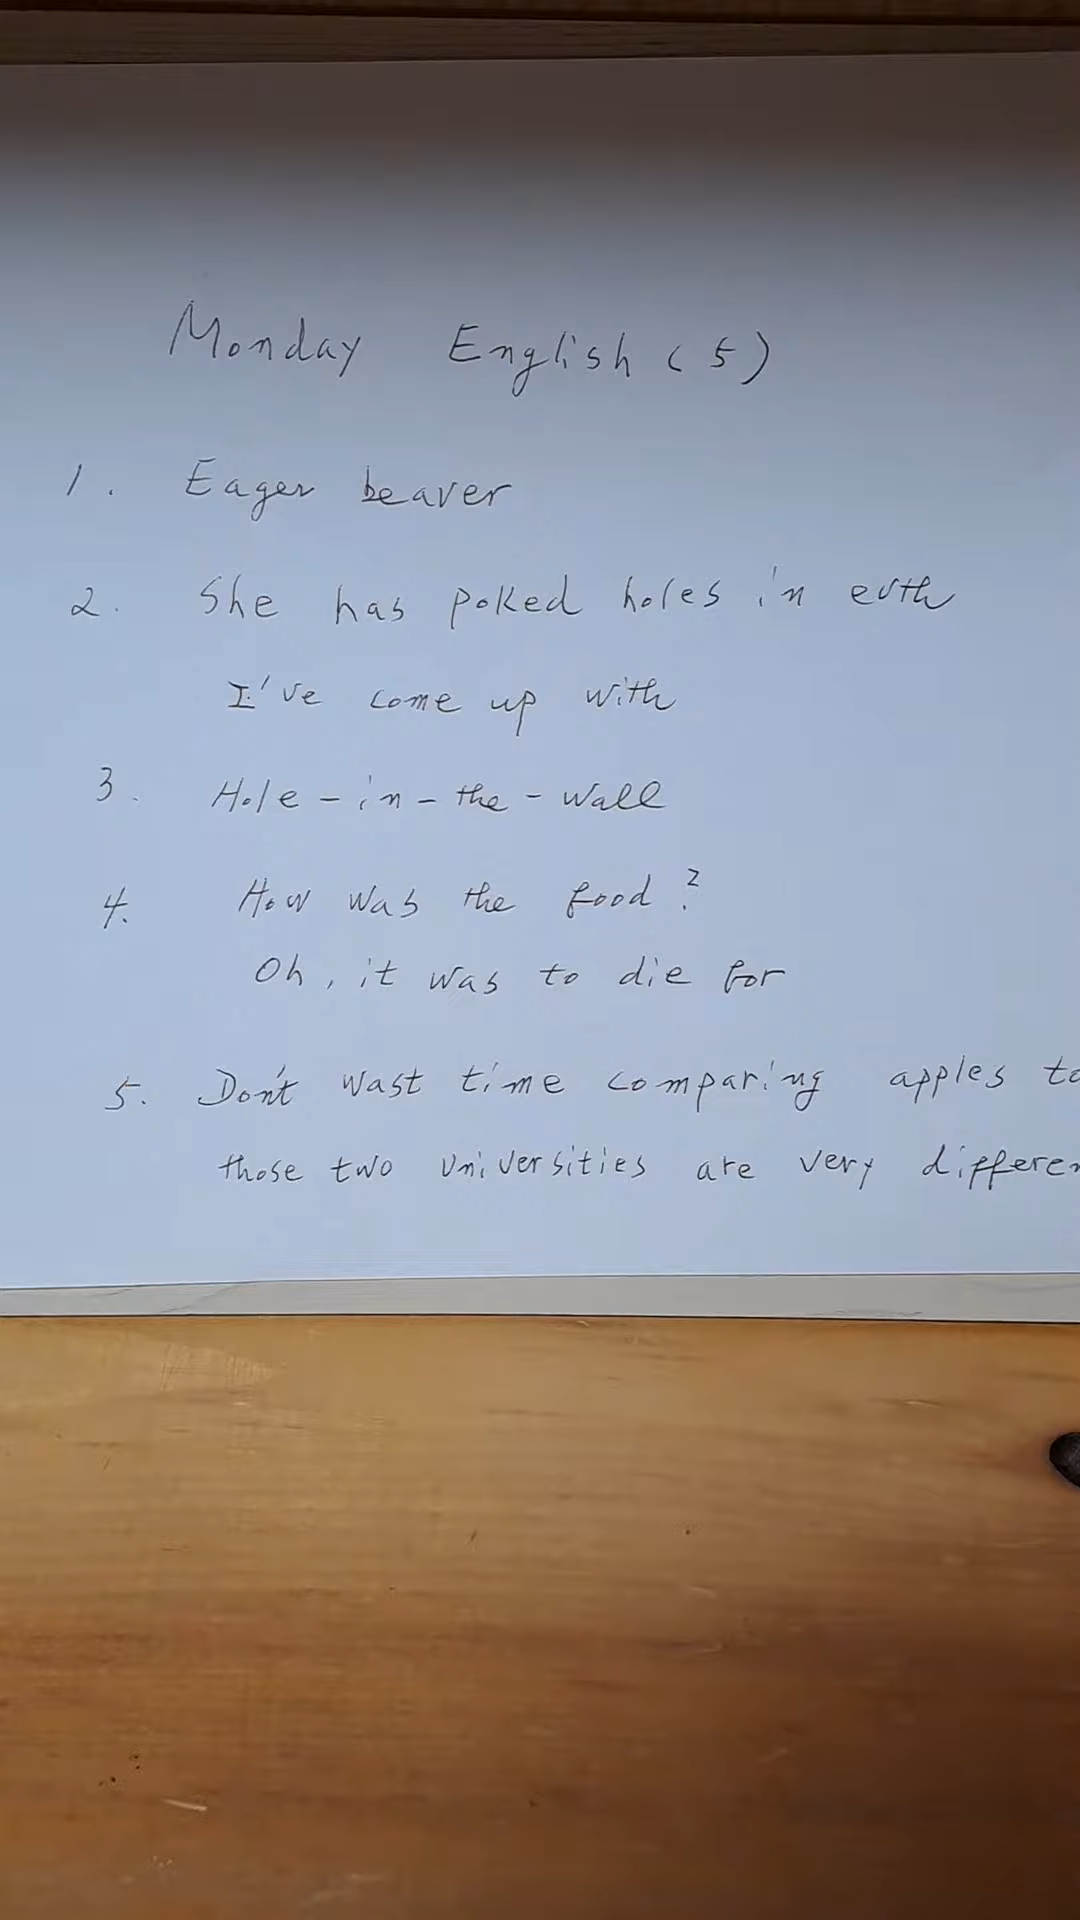 Monday English (5)
1. Eager beaver
2. She has poked holes in evth
I've come up with
3. Hole-in-the-wall
4. How was the food?
Oh, it was to die for
5. Don't wast time comparing apples to
those two universities are very differen